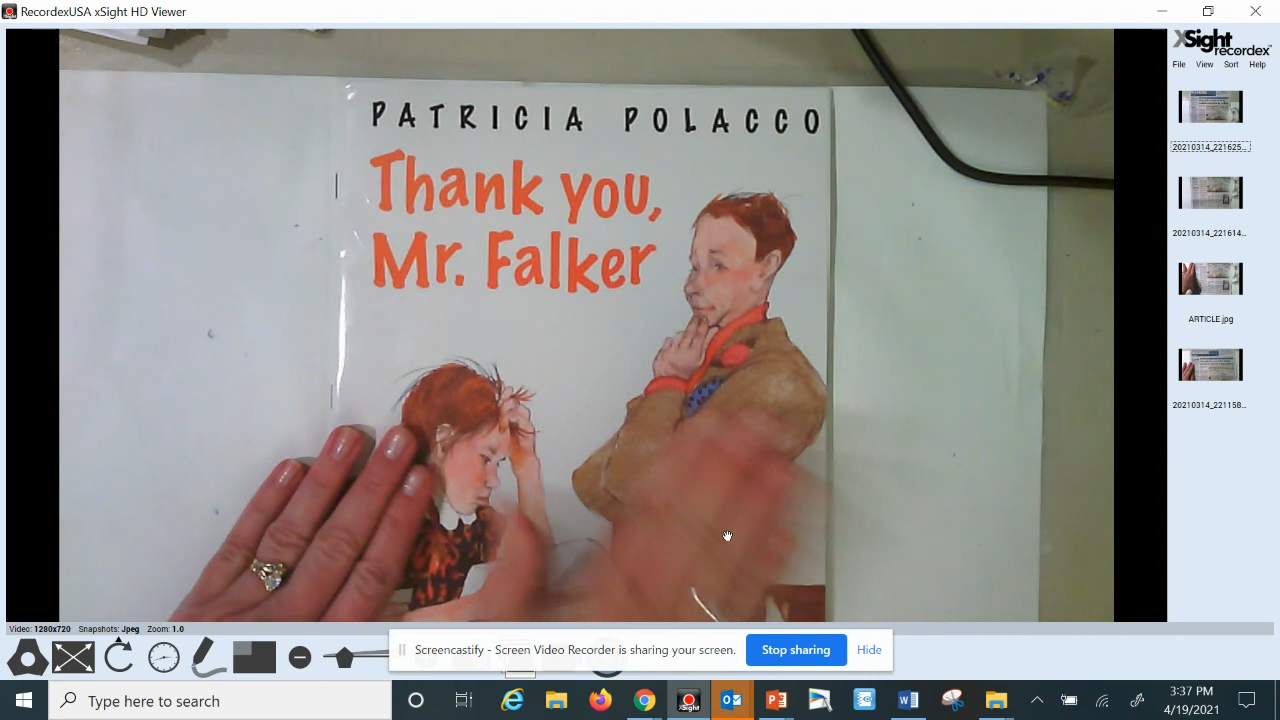 RecordexUSA xSight HD Viewer
PATRICIA POLACCO
Thank you,
Mr. Falker
XSight
recordex
File View Sort Help
20210314_221625...
20210314_221614...
ARTICLE.jpg
20210314_221158...
Video: 1280x720 Snapshots: Jpeg Zoom: 1.0
Screencastify - Screen Video Recorder is sharing your screen.
Stop sharing
Hide
Type here to search
xSight
3:37 PM
4/19/2021